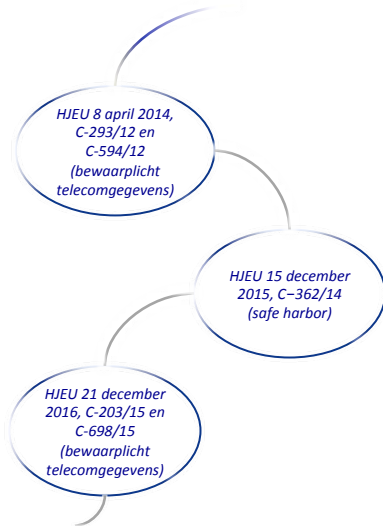 HJEU 8 april 2014,
C-293/12 en
C-594/12
(bewaarplicht
telecomgegevens)
HJEU 15 december
2015, C−362/14
(safe harbor)
HJEU 21 december
2016, C-203/15 en
C-698/15
(bewaarplicht
telecomgegevens)